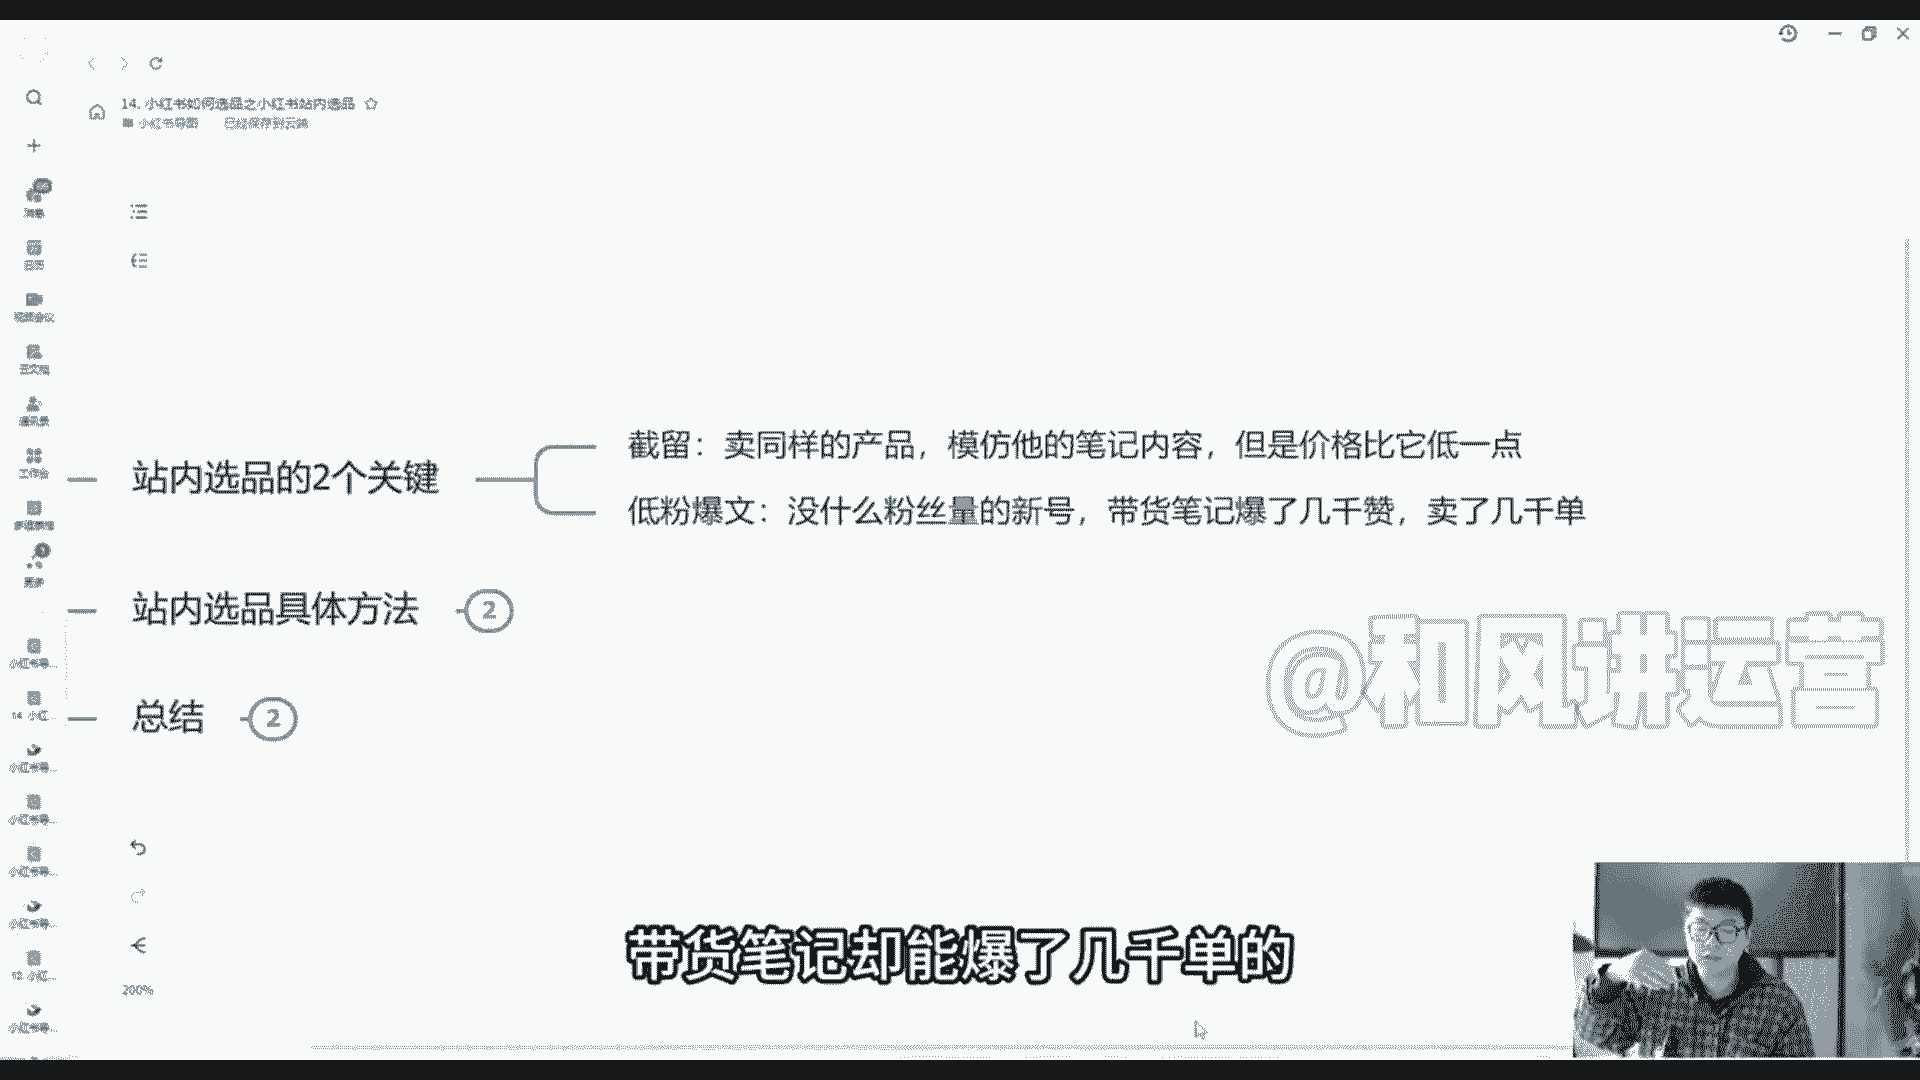 14. 小红书如何选品之小红书站内选品
小红书导图 已经保存到云端
消息
日历
视频会议
云文档
通讯录
工作台
多维表格
更多
小红书导...
14. 小红...
小红书导...
小红书导...
小红书导...
小红书导...
12. 小红...
小红书导...
站内选品的2个关键
截留：卖同样的产品，模仿他的笔记内容，但是价格比它低一点
低粉爆文：没什么粉丝量的新号，带货笔记爆了几千赞，卖了几千单
站内选品具体方法 2
总结 2
@和风讲运营
200%
带货笔记却能爆了几千单的